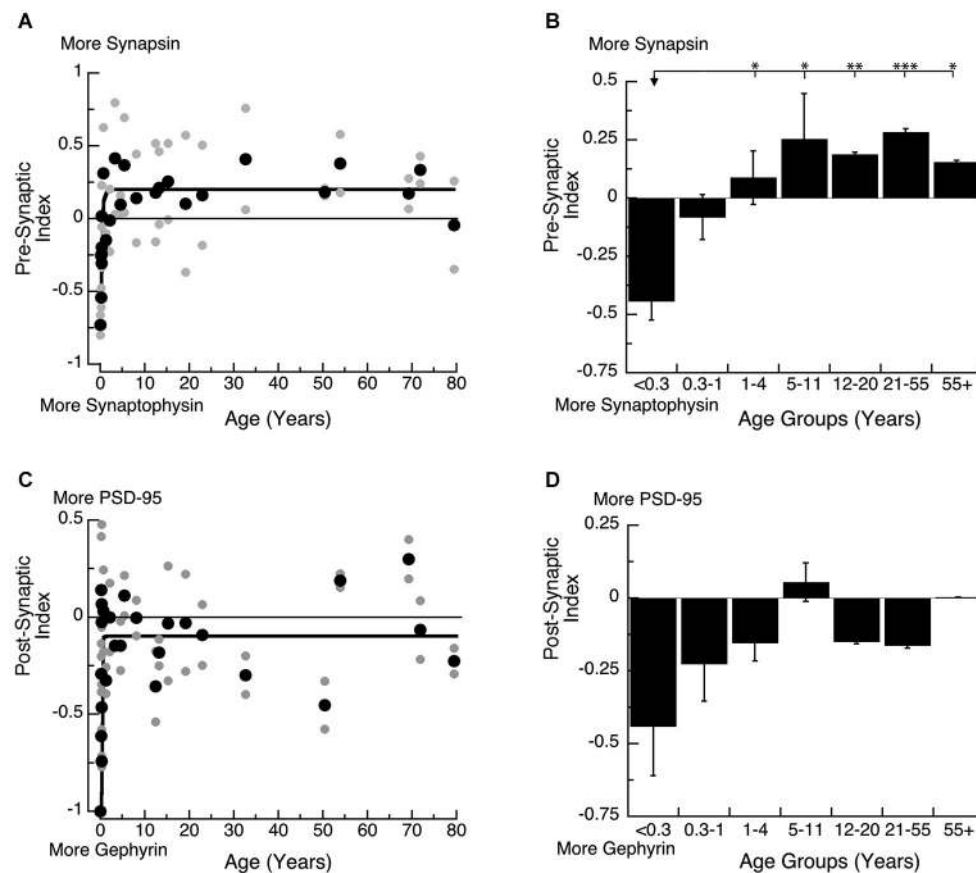 A
More Synapsin
Pre-Synaptic
Index
1
0.5
0
-0.5
-1
0 10 20 30 40 50 60 70 80
More Synaptophysin
Age (Years)
B
More Synapsin
* * ** *** *
Pre-Synaptic
Index
0.5
0.25
0
-0.25
-0.5
-0.75
<0.3 0.3-1 1-4 5-11 12-20 21-55 55+
More Synaptophysin
Age Groups (Years)
C
More PSD-95
Post-Synaptic
Index
0.5
0
-0.5
-1
0 10 20 30 40 50 60 70 80
More Gephyrin
Age (Years)
D
More PSD-95
Post-Synaptic
Index
0.25
0
-0.25
-0.5
-0.75
<0.3 0.3-1 1-4 5-11 12-20 21-55 55+
More Gephyrin
Age Groups (Years)